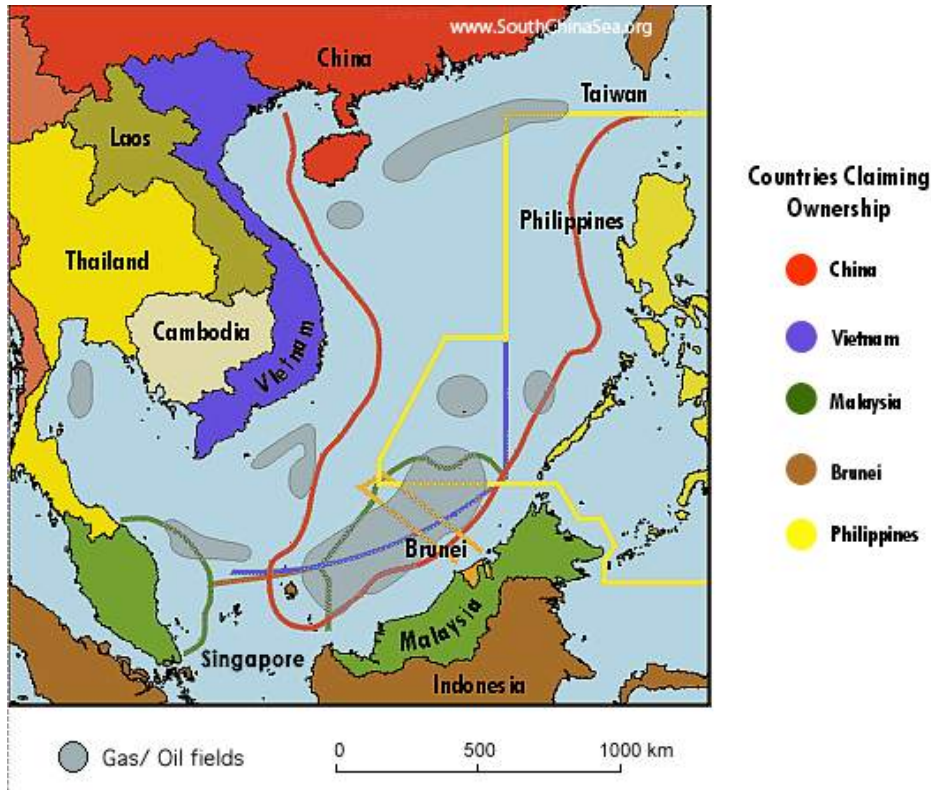 www.SouthChinaSea.org
China
Taiwan
Laos
Countries Claiming
Ownership
Philippines
Thailand
China
Cambodia
Vietnam
Vietnam
Malaysia
Brunei
Philippines
Brunei
Malaysia
Singapore
Indonesia
Gas/ Oil fields
0 500 1000 km